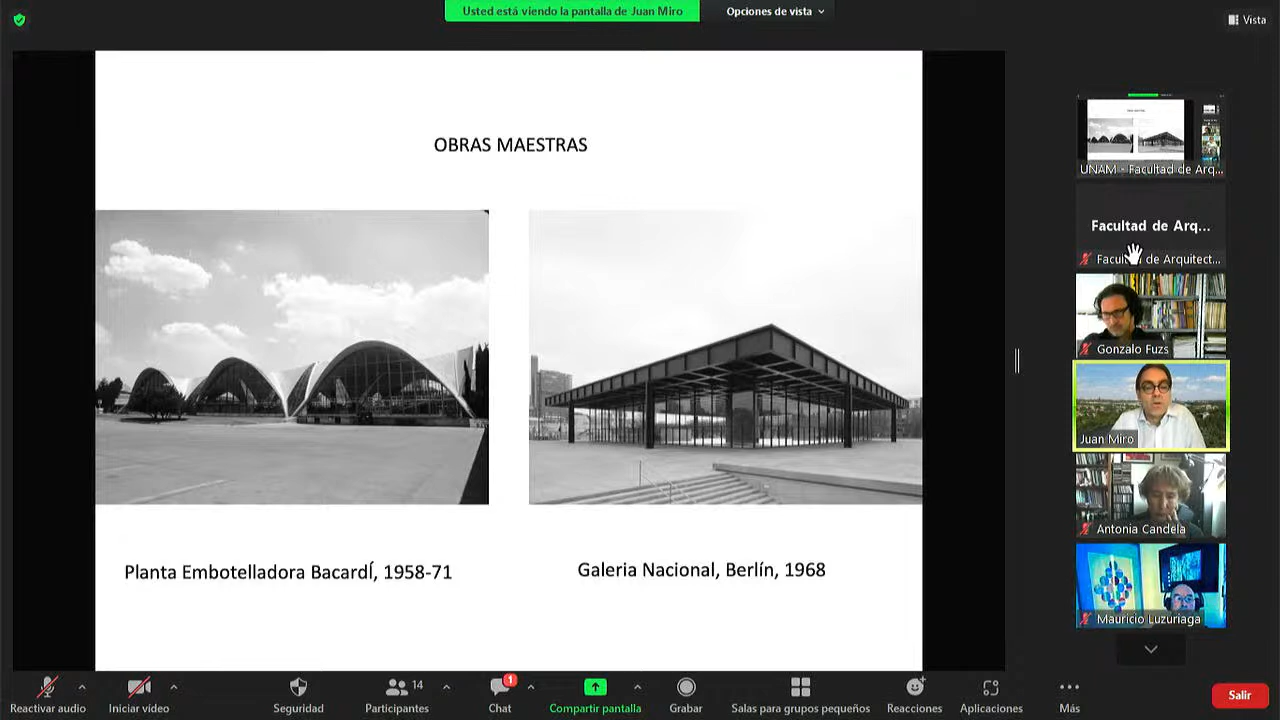 Usted está viendo la pantalla de Juan Miro
Opciones de vista
Vista
OBRAS MAESTRAS
Planta Embotelladora BacardÍ, 1958-71
Galeria Nacional, Berlín, 1968
UNAM - Facultad de Arq...
Facultad de Arq...
de Arquitect...
Gonzalo Fuzs
Juan Miro
Antonia Candela
Mauricio Luzuriaga
Reactivar audio
Iniciar vídeo
Seguridad
14
Participantes
1
Chat
Compartir pantalla
Grabar
Salas para grupos pequeños
Reacciones
Aplicaciones
Más
Salir